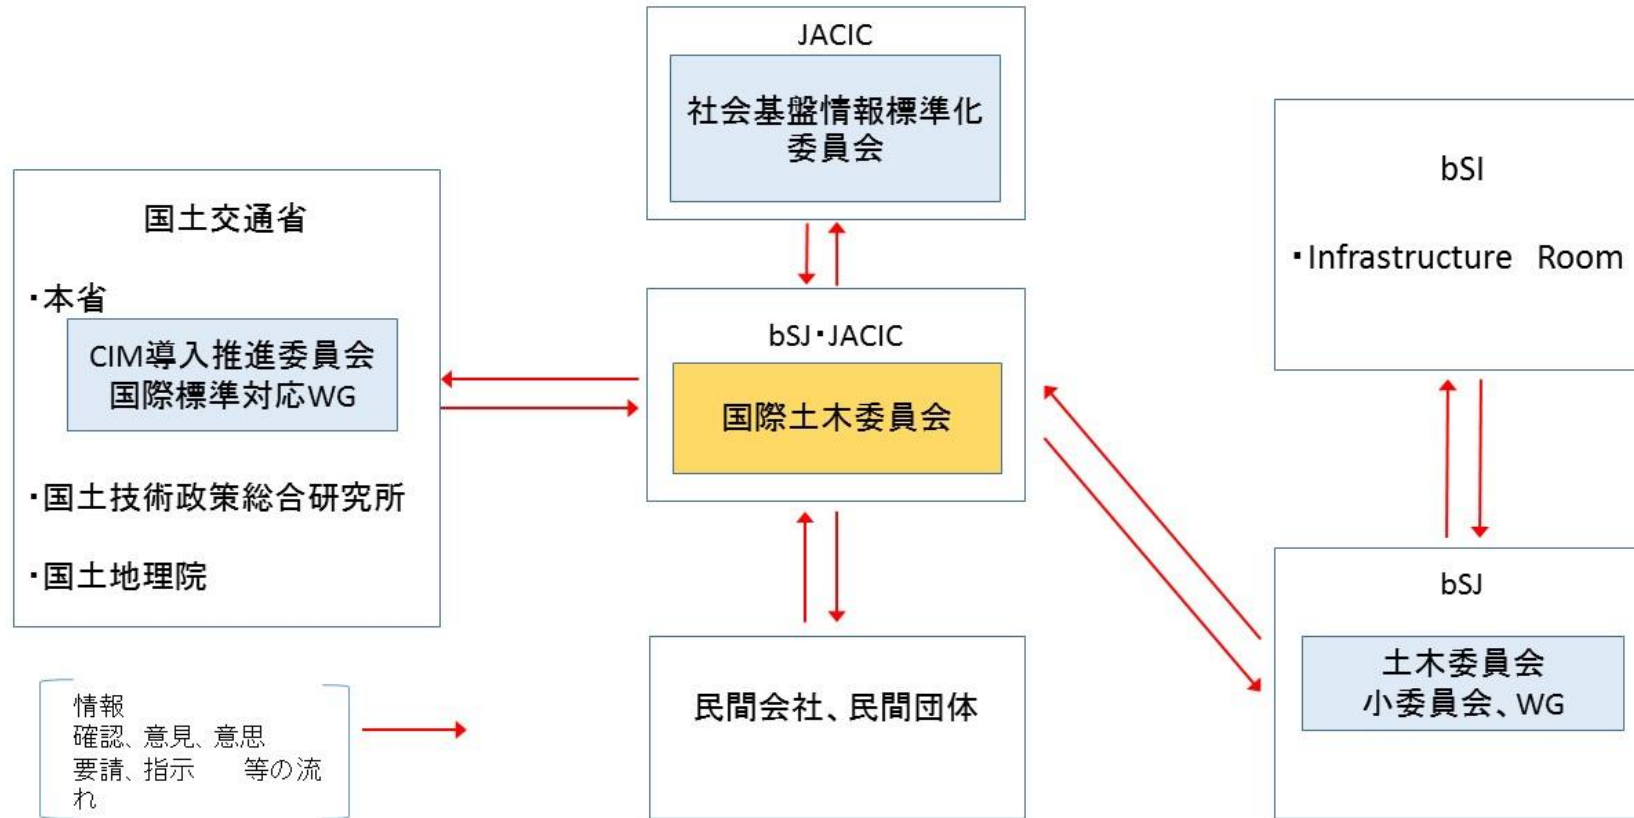 JACIC
社会基盤情報標準化
委員会
国土交通省
・本省
CIM導入推進委員会
国際標準対応WG
・国土技術政策総合研究所
・国土地理院
bSJ・JACIC
国際土木委員会
民間会社、民間団体
bSI
・Infrastructure Room
bSJ
土木委員会
小委員会、WG
情報
確認、意見、意思
要請、指示　　等の流
れ